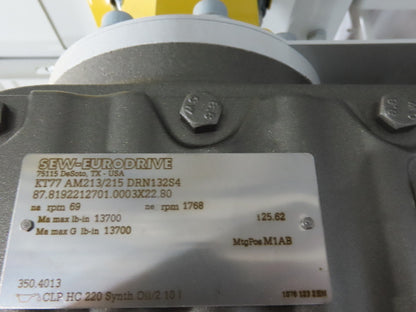 SEW-EURODRIVE
75115 DeSoto, TX - USA
KT77 AM213/215 DRN132S4
87.8192212701.0003X22.80
na rpm 69 ne rpm 1768
Ma max lb-in 13700 i 25.62
Ma max G lb-in 13700
MtgPos M1AB
350.4013
CLP HC 220 Synth Oil/2.10 l